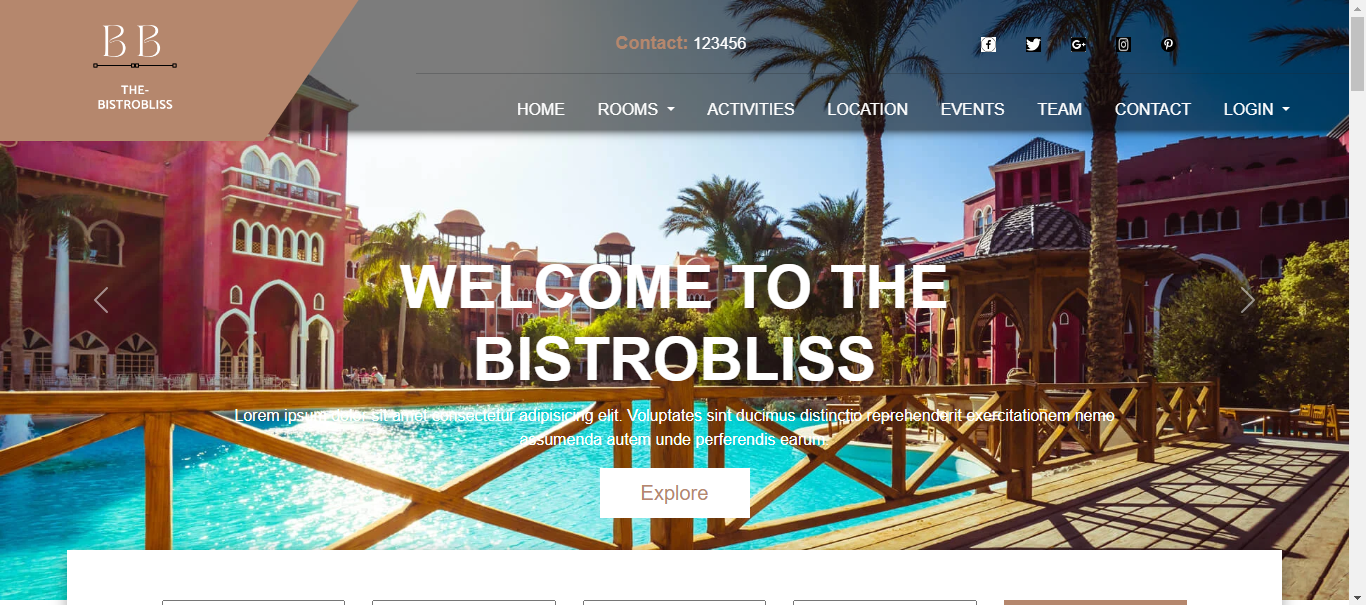 B B
THE-
BISTROBLISS
Contact: 123456
HOME ROOMS ACTIVITIES LOCATION EVENTS TEAM CONTACT LOGIN
WELCOME TO THE
BISTROBLISS
Lorem ipsum dolor sit amet consectetur adipisicing elit. Voluptates sint ducimus distinctio reprehenderit exercitationem nemo
assumenda autem unde perferendis earum.
Explore